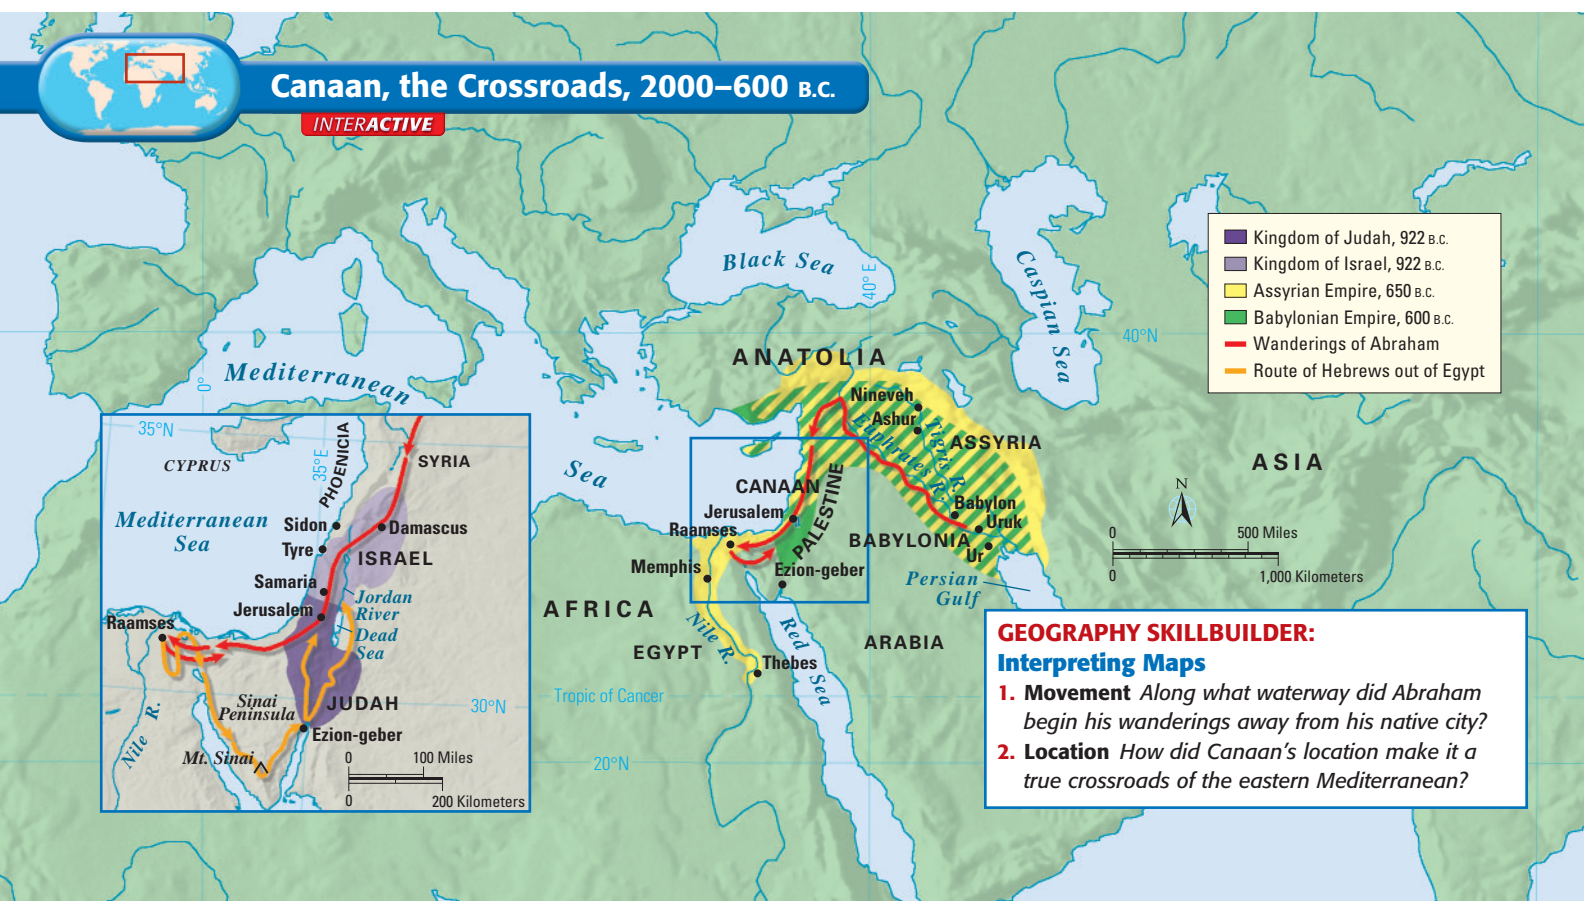 Canaan, the Crossroads, 2000–600 B.C.
INTERACTIVE
Kingdom of Judah, 922 B.C.
Kingdom of Israel, 922 B.C.
Assyrian Empire, 650 B.C.
Babylonian Empire, 600 B.C.
Wanderings of Abraham
Route of Hebrews out of Egypt
Black Sea
40° E
Caspian Sea
40°N
0°
Mediterranean
Sea
ANATOLIA
Nineveh
Ashur
Tigris R.
Euphrates R.
ASSYRIA
ASIA
CANAAN
PALESTINE
Jerusalem
Raamses
Babylon
Uruk
BABYLONIA
Ur
Memphis
Ezion-geber
Persian
Gulf
AFRICA
Nile R.
Red Sea
ARABIA
EGYPT
Thebes
Tropic of Cancer
20°N
N
0
500 Miles
0
1,000 Kilometers
35°N
35°E
CYPRUS
PHOENICIA
SYRIA
Mediterranean
Sea
Sidon
Damascus
Tyre
ISRAEL
Samaria
Jordan
River
Jerusalem
Raamses
Dead
Sea
Sinai
Peninsula
JUDAH
30°N
Nile R.
Ezion-geber
Mt. Sinai
0
100 Miles
0
200 Kilometers
GEOGRAPHY SKILLBUILDER:
Interpreting Maps
1. Movement Along what waterway did Abraham
begin his wanderings away from his native city?
2. Location How did Canaan's location make it a
true crossroads of the eastern Mediterranean?